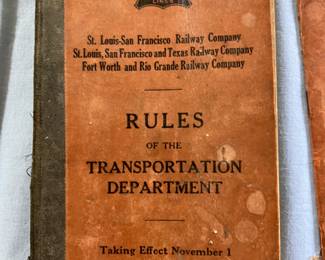 LINES
St. Louis-San Francisco Railway Company
St. Louis, San Francisco and Texas Railway Company
Fort Worth and Rio Grande Railway Company
RULES
OF THE
TRANSPORTATION
DEPARTMENT
Taking Effect November 1